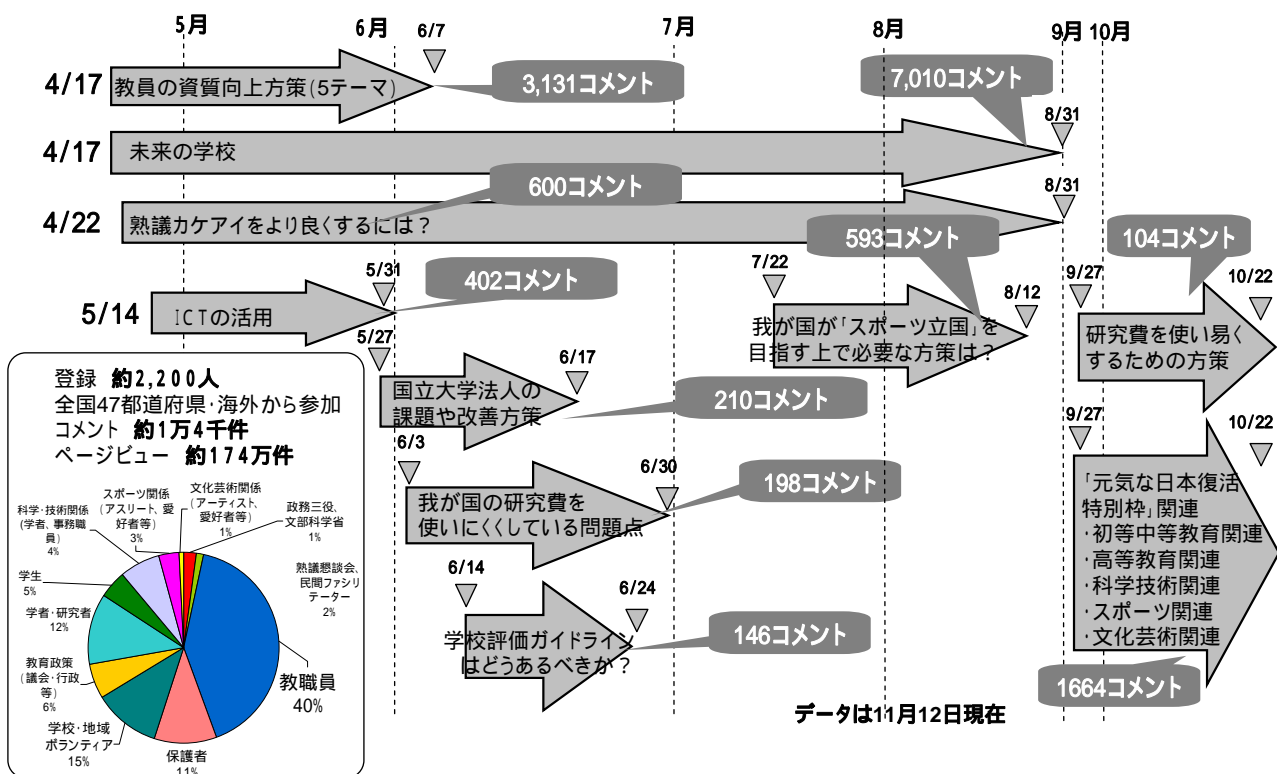 5月
6月
7月
8月
9月
10月
6/7
4/17
教員の資質向上方策(5テーマ)
3,131コメント
7,010コメント
8/31
4/17
未来の学校
600コメント
8/31
4/22
熟議カケアイをより良くするには？
593コメント
104コメント
5/31
402コメント
7/22
8/12
9/27
10/22
5/14
ICTの活用
我が国が「スポーツ立国」を
目指す上で必要な方策は？
研究費を使い易く
するための方策
5/27
6/17
国立大学法人の
課題や改善方策
210コメント
9/27
10/22
6/3
6/30
我が国の研究費を
使いにくくしている問題点
198コメント
「元気な日本復活
特別枠」関連
・初等中等教育関連
・高等教育関連
・科学技術関連
・スポーツ関連
・文化芸術関連
1664コメント
6/14
6/24
学校評価ガイドライン
はどうあるべきか？
146コメント
データは11月12日現在
登録 約2,200人
全国47都道府県・海外から参加
コメント 約1万4千件
ページビュー 約174万件
科学・技術関係
(学者、事務職
員)
4%
スポーツ関係
(アスリート、愛
好者等)
3%
文化芸術関係
(アーティスト、
愛好者等)
1%
政務三役、
文部科学省
1%
熟議懇談会、
民間ファシリ
テーター
2%
学生
5%
学者・研究者
12%
教育政策
(議会・行政
等)
6%
学校・地域
ボランティア
15%
保護者
11%
教職員
40%